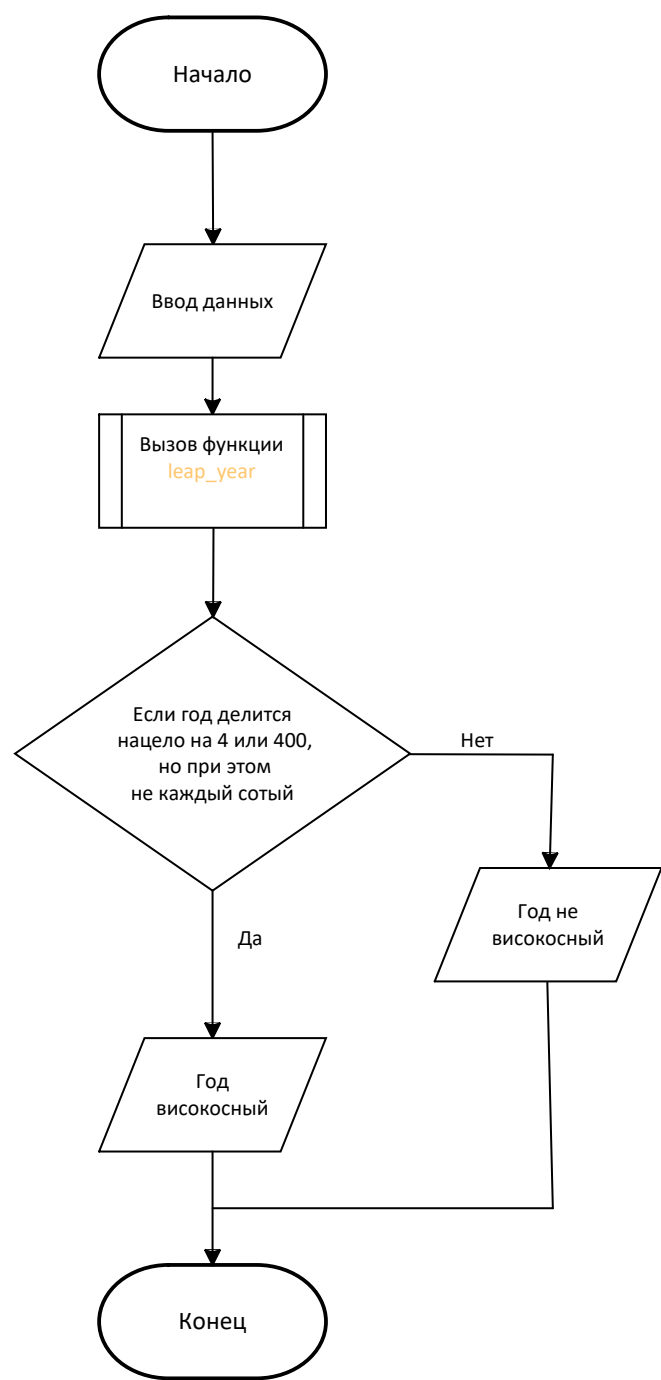 Начало
Ввод данных
Вызов функции
leap_year
Если год делится
нацело на 4 или 400,
но при этом
не каждый сотый
Нет
Год не
високосный
Да
Год
високосный
Конец